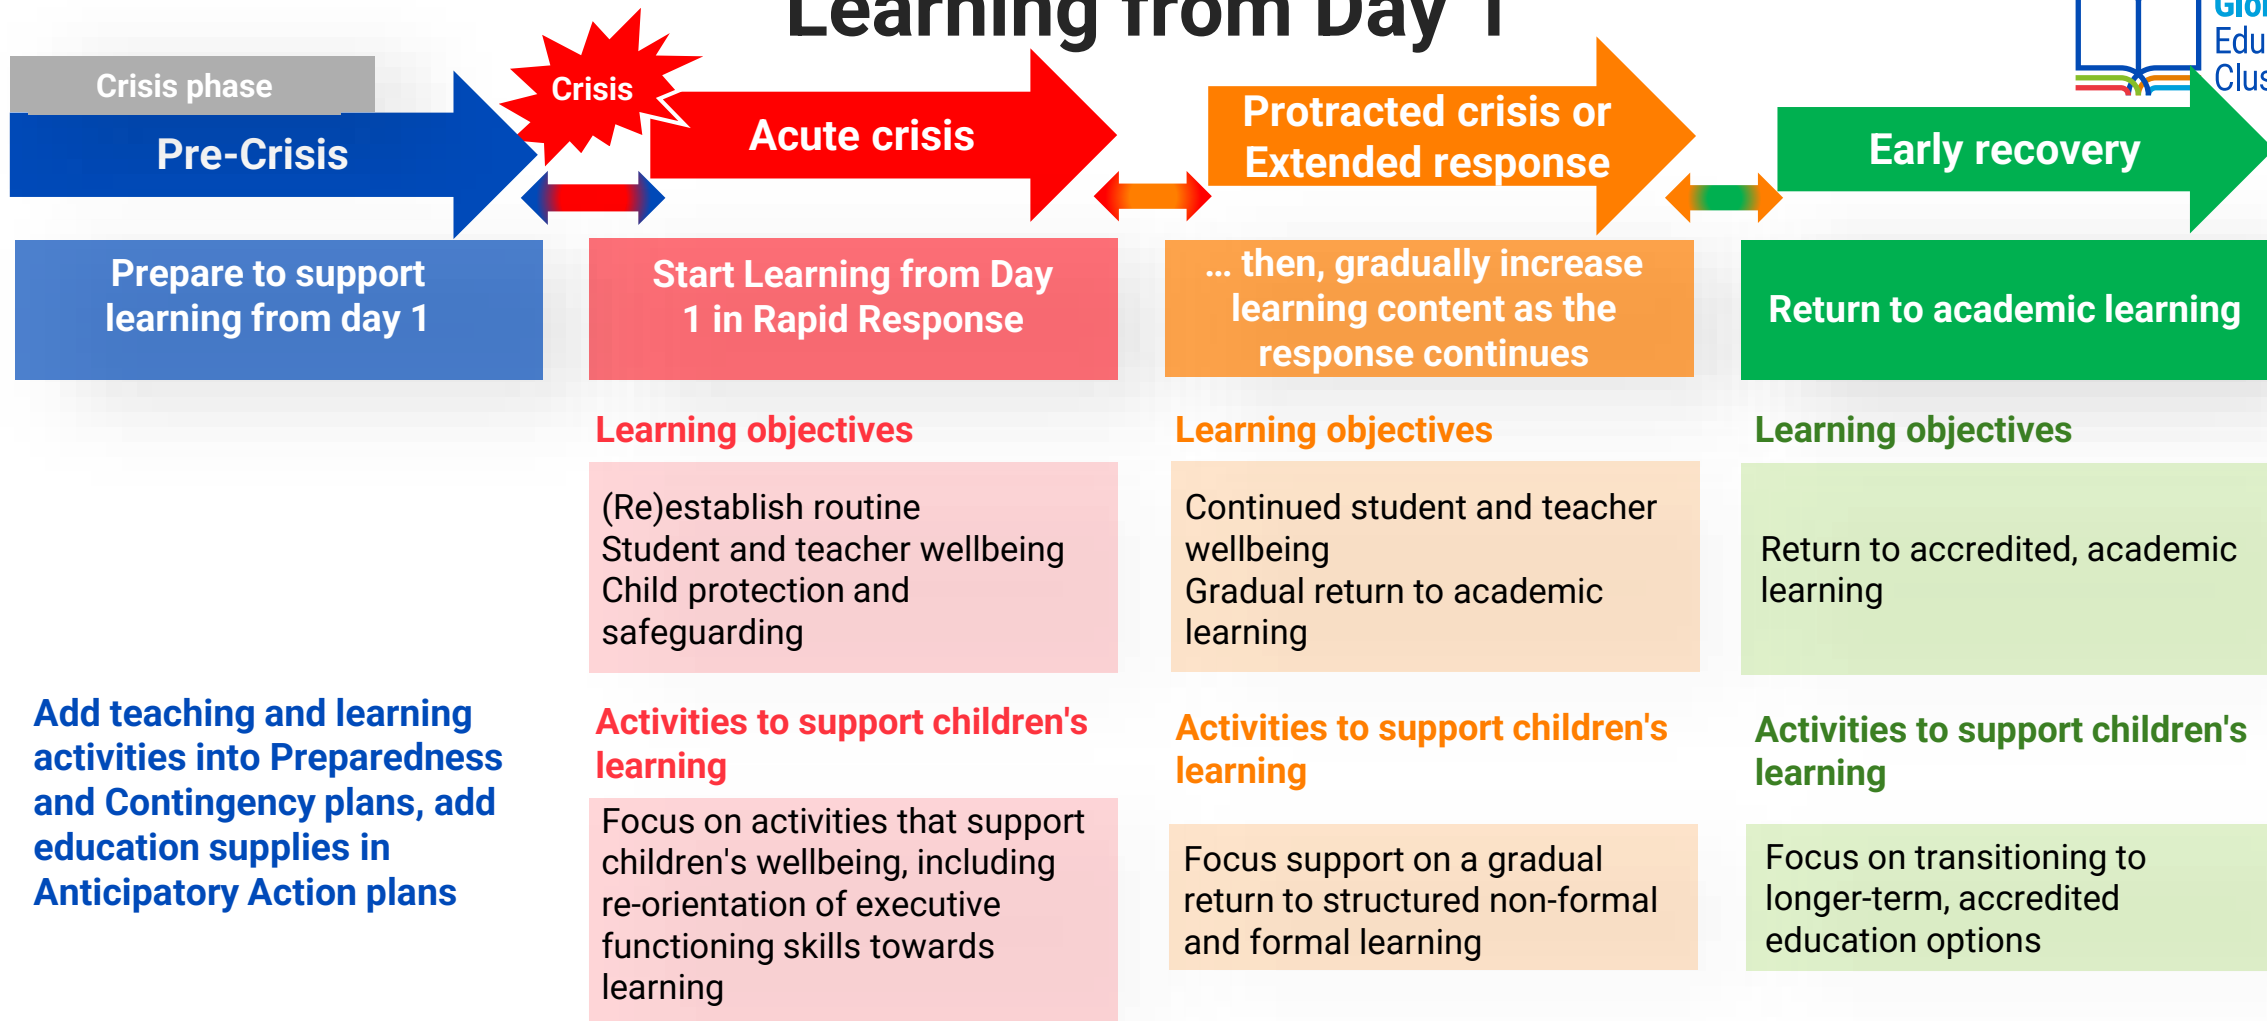 Learning from Day 1
Edu
Clus
Crisis phase
Crisis
Pre-Crisis
Acute crisis
Protracted crisis or
Extended response
Early recovery
Prepare to support
learning from day 1
Start Learning from Day
1 in Rapid Response
... then, gradually increase
learning content as the
response continues
Return to academic learning
Learning objectives
(Re)establish routine
Student and teacher wellbeing
Child protection and
safeguarding
Learning objectives
Continued student and teacher
wellbeing
Gradual return to academic
learning
Learning objectives
Return to accredited, academic
learning
Add teaching and learning
activities into Preparedness
and Contingency plans, add
education supplies in
Anticipatory Action plans
Activities to support children's
learning
Focus on activities that support
children's wellbeing, including
re-orientation of executive
functioning skills towards
learning
Activities to support children's
learning
Focus support on a gradual
return to structured non-formal
and formal learning
Activities to support children's
learning
Focus on transitioning to
longer-term, accredited
education options